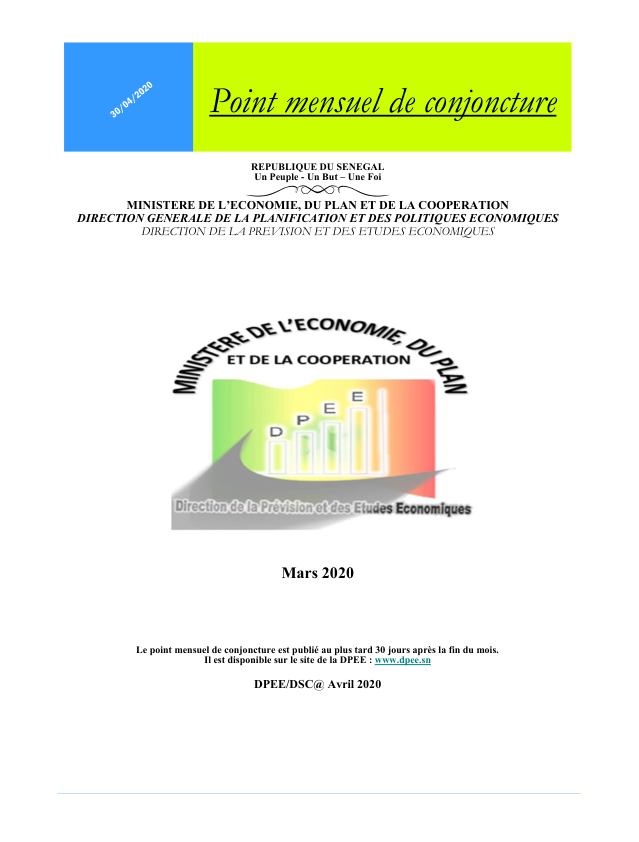 30/04/2020
Point mensuel de conjoncture
REPUBLIQUE DU SENEGAL
Un Peuple - Un But – Une Foi
MINISTERE DE L’ECONOMIE, DU PLAN ET DE LA COOPERATION
DIRECTION GENERALE DE LA PLANIFICATION ET DES POLITIQUES ECONOMIQUES
DIRECTION DE LA PREVISION ET DES ETUDES ECONOMIQUES
MINISTERE DE L’ECONOMIE, DU PLAN
ET DE LA COOPERATION
D P E E
Direction de la Prévision et des Etudes Economiques
Mars 2020
Le point mensuel de conjoncture est publié au plus tard 30 jours après la fin du mois.
Il est disponible sur le site de la DPEE : www.dpee.sn
DPEE/DSC@ Avril 2020